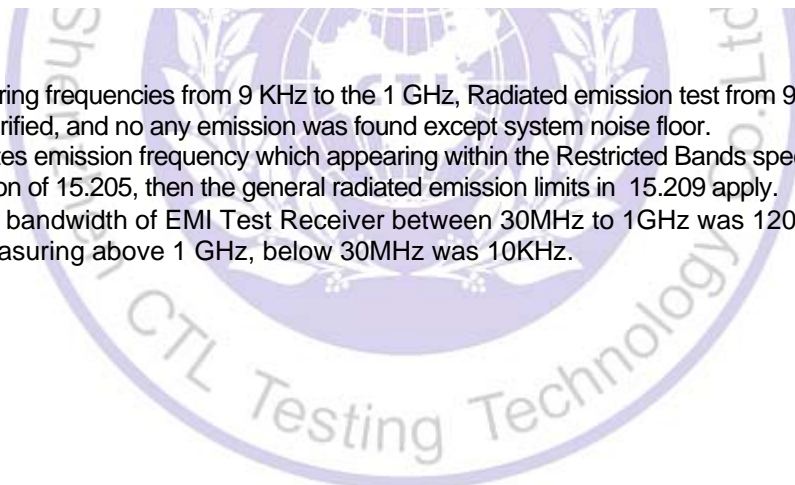 ring frequencies from 9 KHz to the 1 GHz, Radiated emission test from 9
rified, and no any emission was found except system noise floor.
tes emission frequency which appearing within the Restricted Bands spe
on of 15.205, then the general radiated emission limits in 15.209 apply.
bandwidth of EMI Test Receiver between 30MHz to 1GHz was 120
asuring above 1 GHz, below 30MHz was 10KHz.
CTL Testing Technology Co. Lt